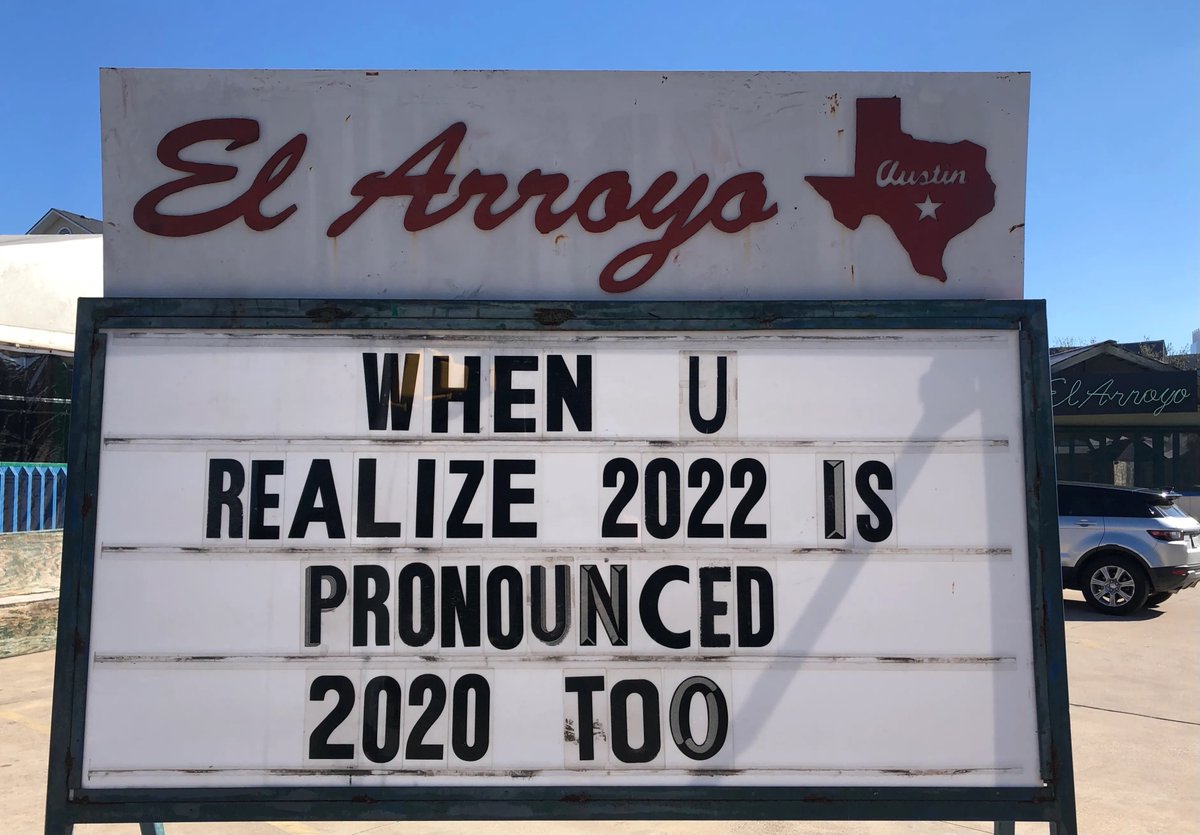 El Arroyo
Austin
WHEN U
REALIZE 2022 IS
PRONOUNCED
2020 TOO
El Arroyo